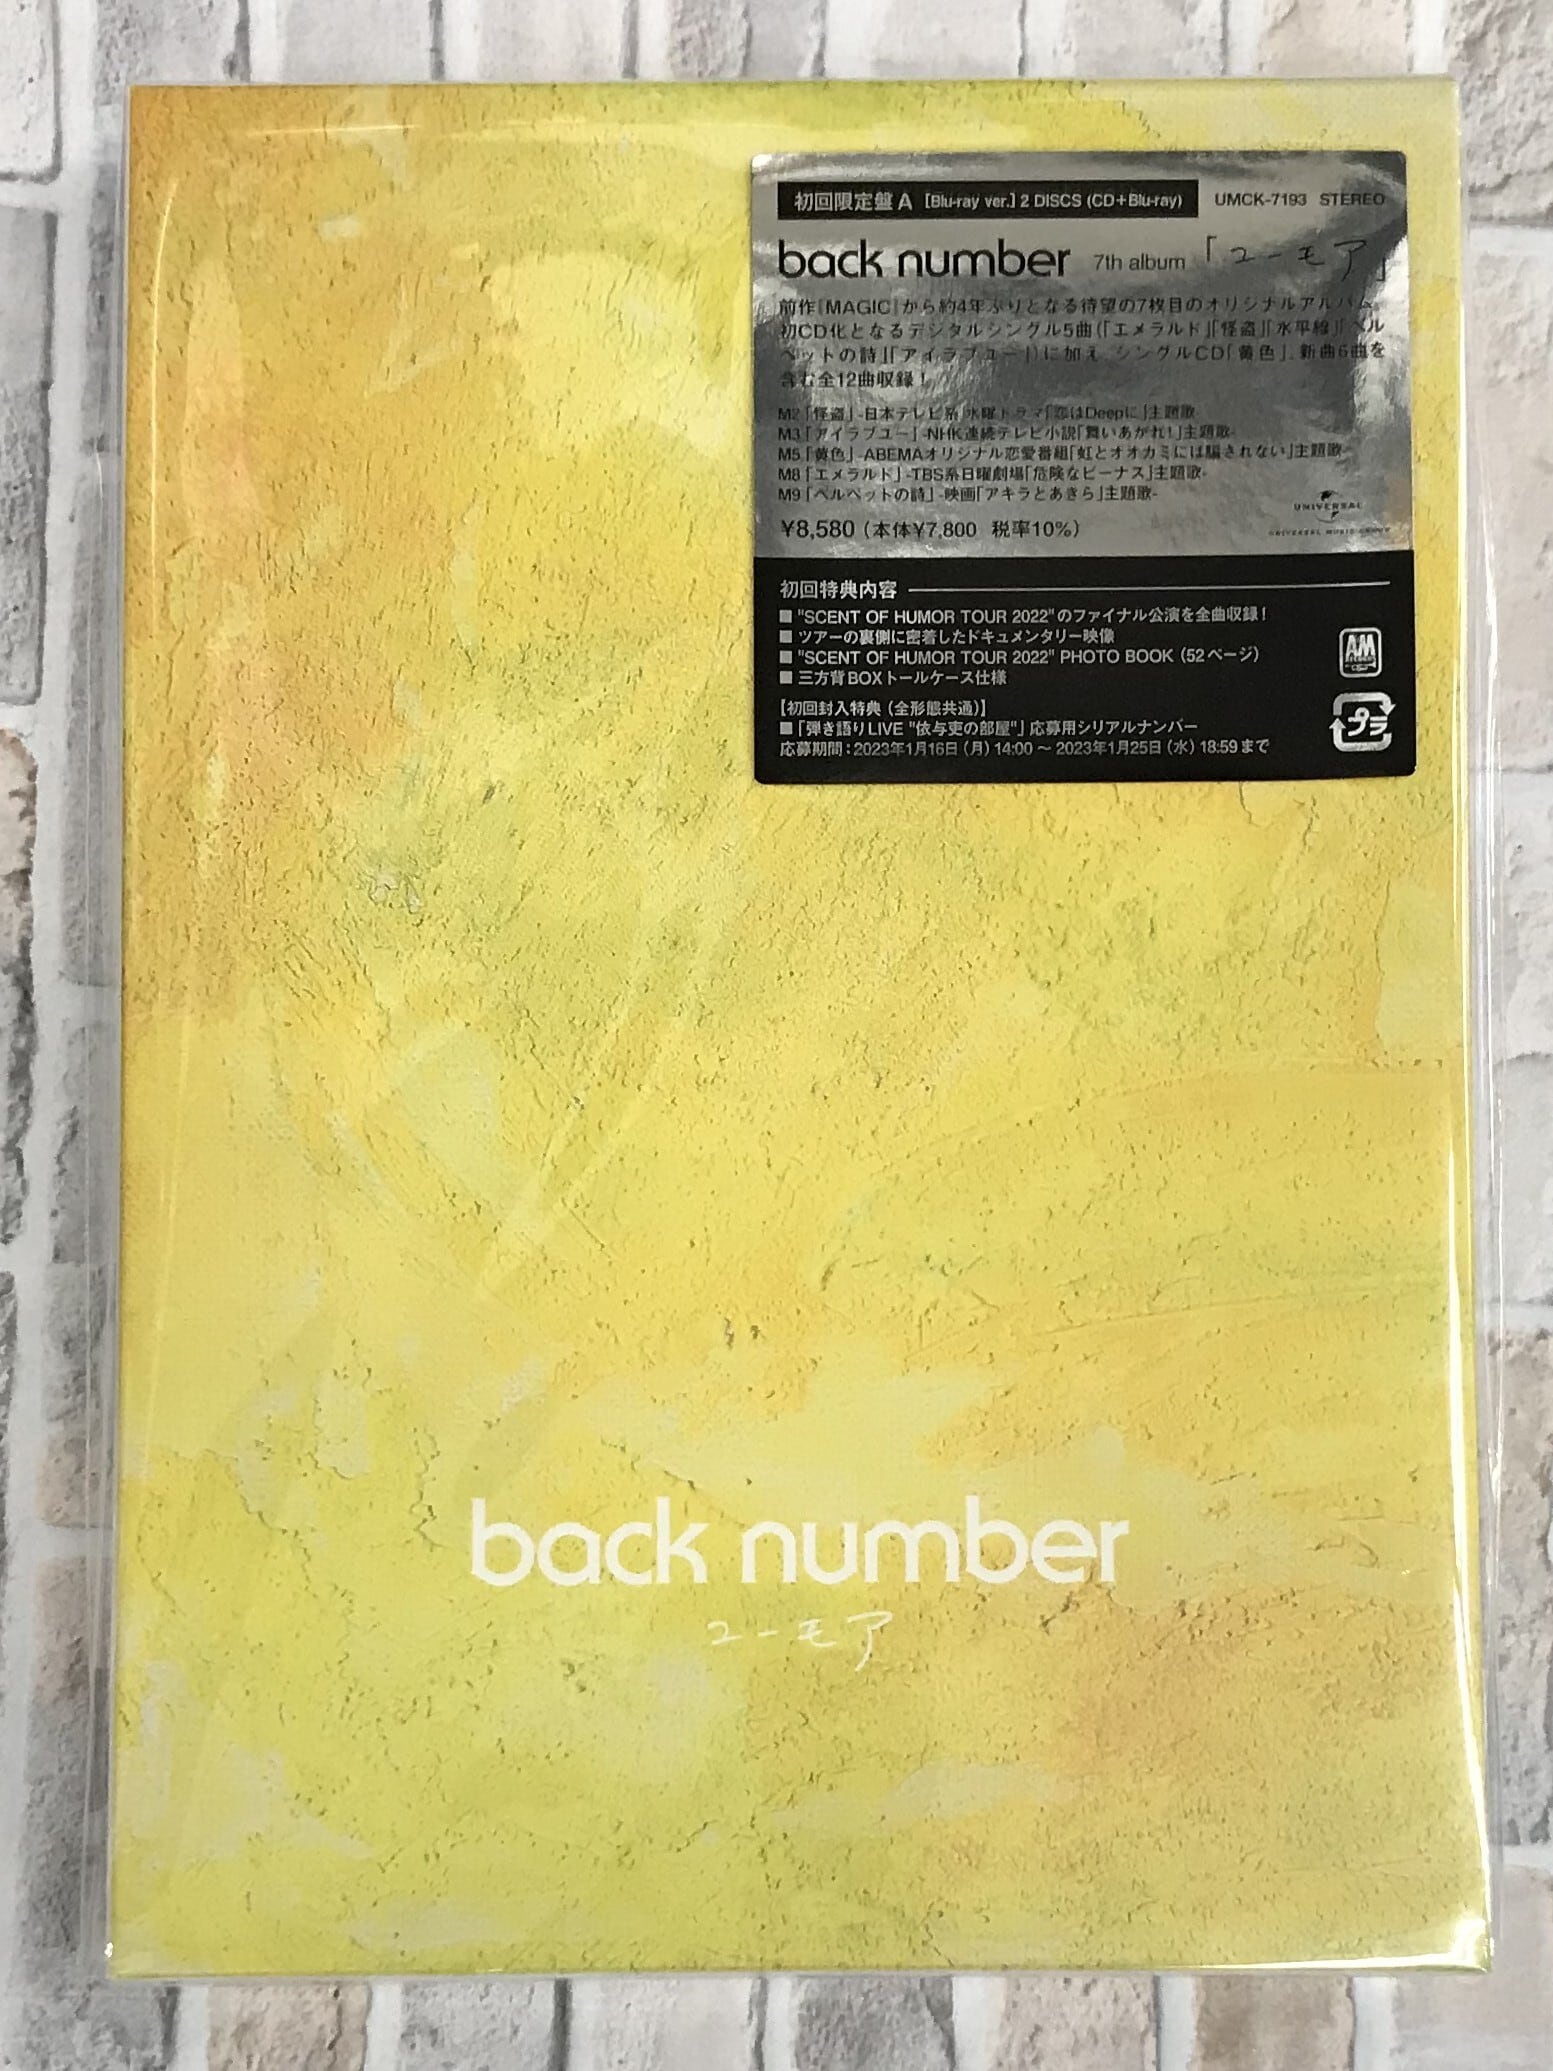 初回限定盤 A [Blu-ray ver.] 2 DISCS (CD+Blu-ray) UMCK-7193 STEREO
back number 7th album「ユーモア」
前作「MAGIC」から約4年ぶりとなる待望の7枚目のオリジナルアルバム。
初CD化となるデジタルシングル5曲(「エメラルド」「怪盗」「水平線」「ベル
ベットの詩」「アイラブユー」)に加え、シングルCD「黄色」、新曲6曲を
含む全12曲収録！
M2「怪盗」-日本テレビ系 水曜ドラマ「恋はDeepに」主題歌-
M3「アイラブユー」-NHK連続テレビ小説「舞いあがれ!」主題歌-
M5「黄色」-ABEMAオリジナル恋愛番組「虹とオオカミには騙されない」主題歌-
M8「エメラルド」-TBS系日曜劇場「危険なビーナス」主題歌-
M9「ベルベットの詩」-映画「アキラとあきら」主題歌-
UNIVERSAL
UNIVERSAL MUSIC GROUP
¥8,580（本体¥7,800 税率10%）
初回特典内容
■ "SCENT OF HUMOR TOUR 2022"のファイナル公演を全曲収録！
■ ツアーの裏側に密着したドキュメンタリー映像
■ "SCENT OF HUMOR TOUR 2022" PHOTO BOOK（52ページ）
■ 三方背BOXトールケース仕様
AM
RECORDS
【初回封入特典（全形態共通）】
■「弾き語りLIVE "依与吏の部屋"」応募用シリアルナンバー
応募期間：2023年1月16日（月）14:00 ～ 2023年1月25日（水）18:59まで
プラ
back number
ユーモア